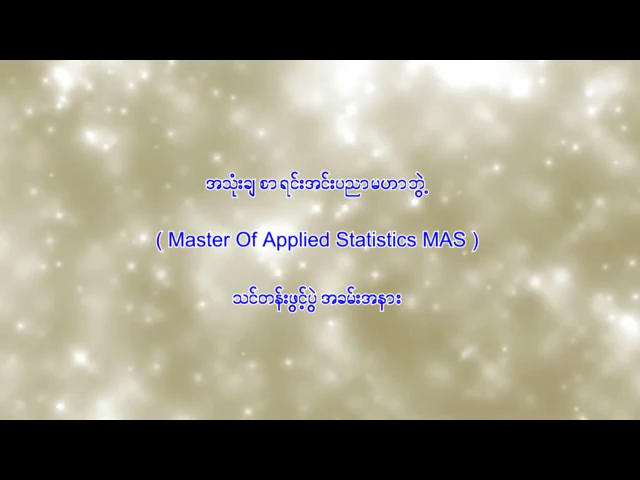 အသုံးချ စာရင်းအင်းပညာမဟာဘွဲ့
( Master Of Applied Statistics MAS )
သင်တန်းဖွင့်ပွဲ အခမ်းအနား